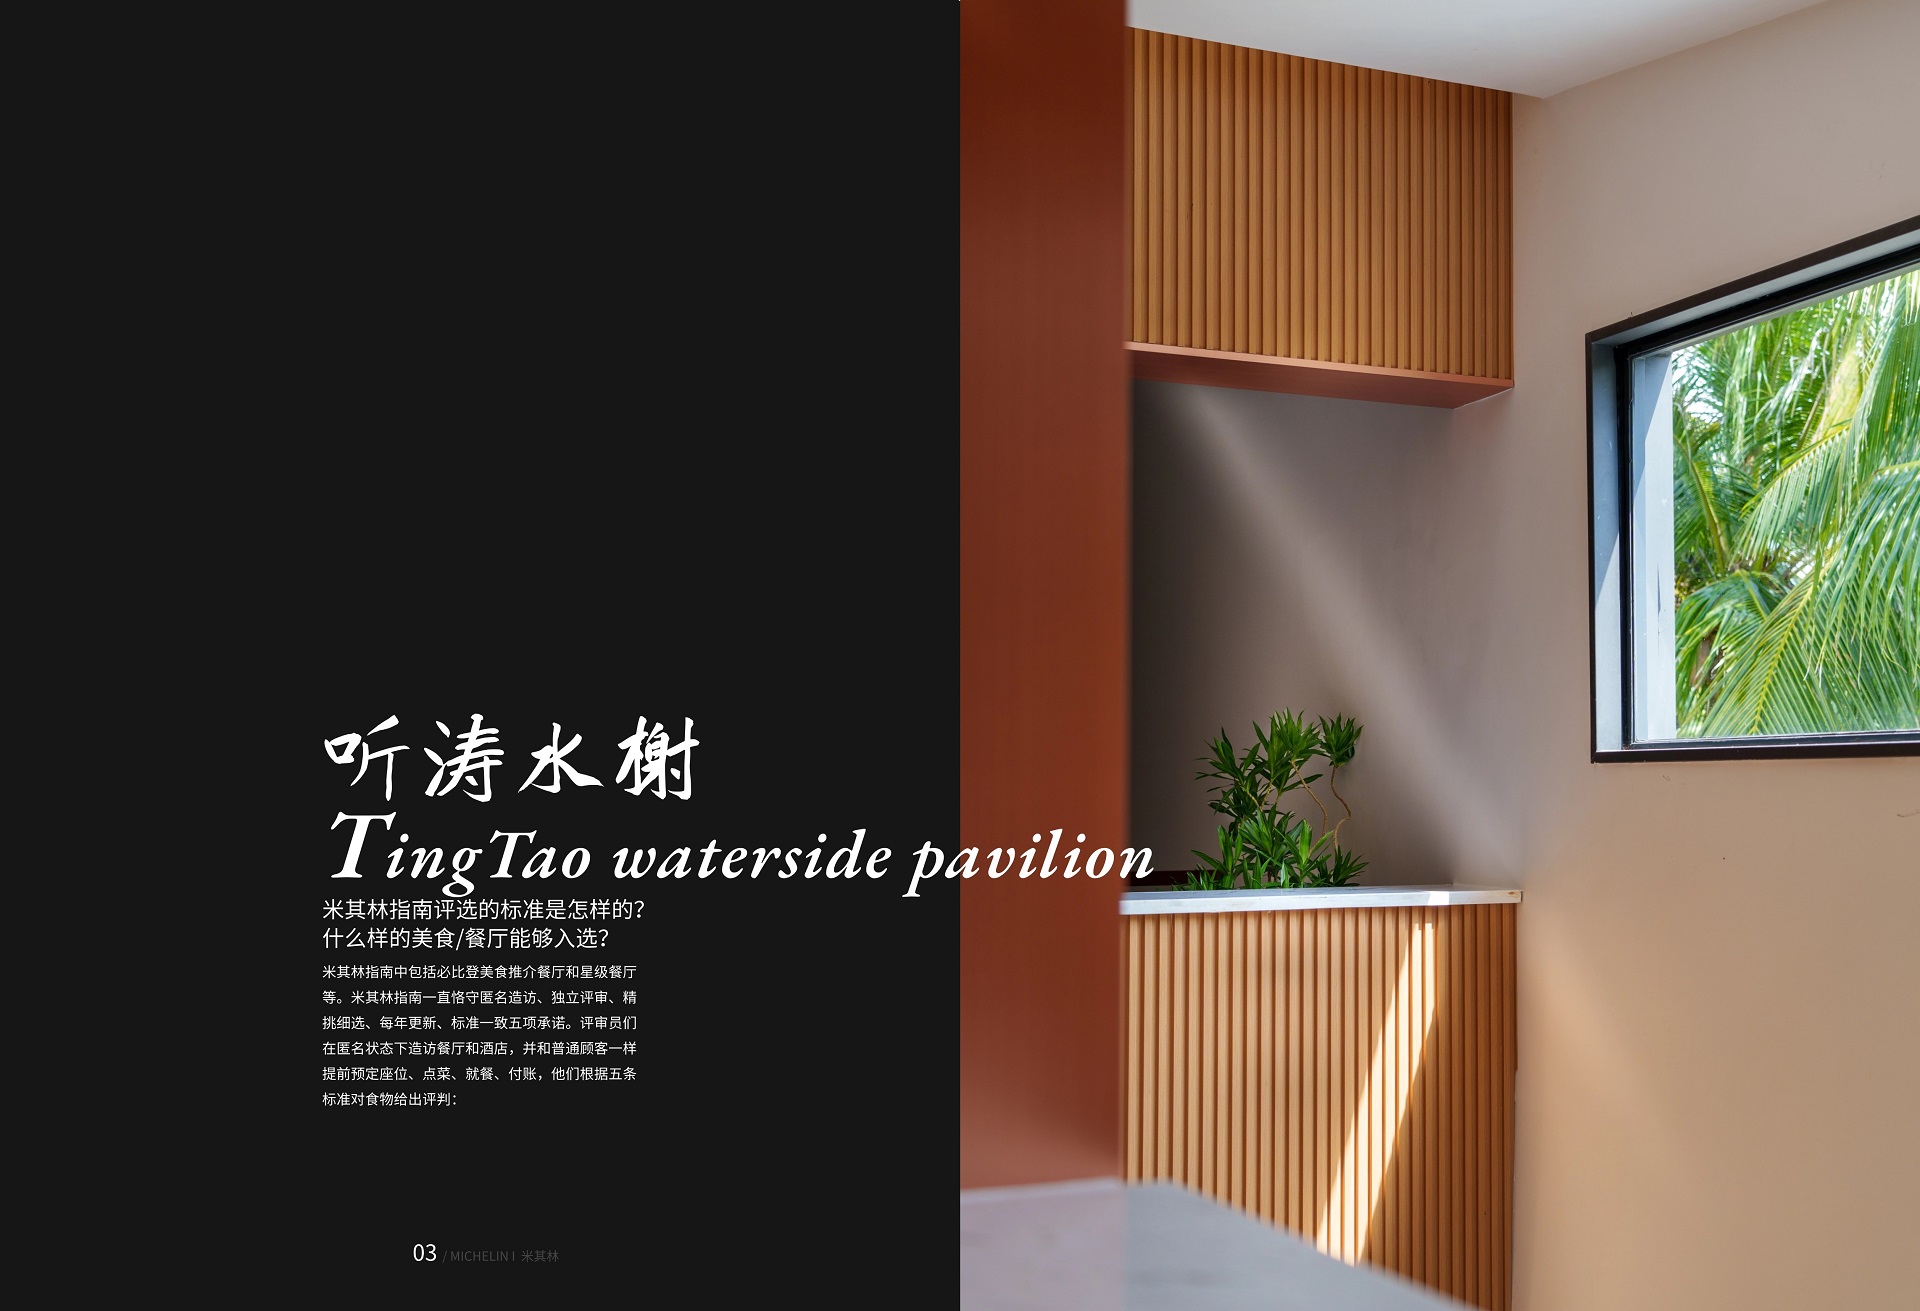 听涛水榭
TingTao waterside pavilion
米其林指南评选的标准是怎样的？
什么样的美食/餐厅能够入选？
米其林指南中包括必比登美食推介餐厅和星级餐厅
等。米其林指南一直恪守匿名造访、独立评审、精
挑细选、每年更新、标准一致五项承诺。评审员们
在匿名状态下造访餐厅和酒店，并和普通顾客一样
提前预定座位、点菜、就餐、付账，他们根据五条
标准对食物给出评判：
03 / MICHELIN I 米其林